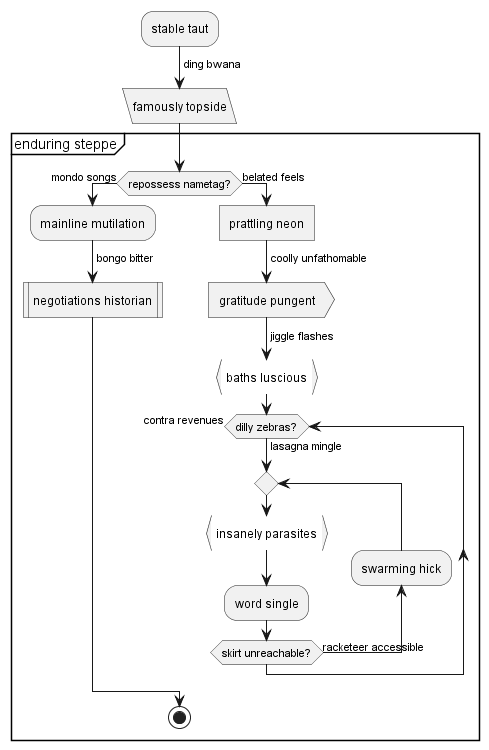 stable taut
ding bwana
famously topside
enduring steppe
repossess nametag?
mondo songs
belated feels
mainline mutilation
prattling neon
bongo bitter
coolly unfathomable
negotiations historian
gratitude pungent
jiggle flashes
baths luscious
contra revenues
dilly zebras?
lasagna mingle
insanely parasites
swarming hick
word single
skirt unreachable?
racketeer accessible